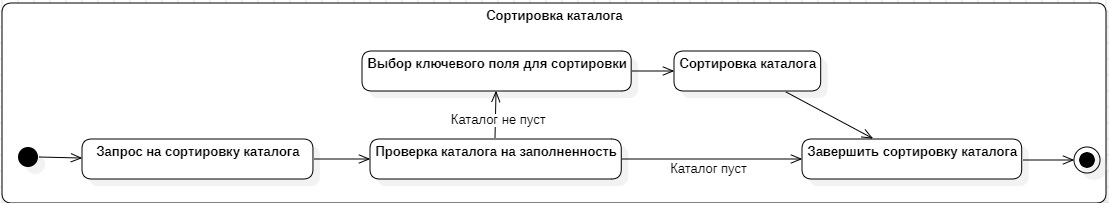 Сортировка каталога
Выбор ключевого поля для сортировки
Сортировка каталога
Каталог не пуст
Запрос на сортировку каталога
Проверка каталога на заполненность
Завершить сортировку каталога
Каталог пуст